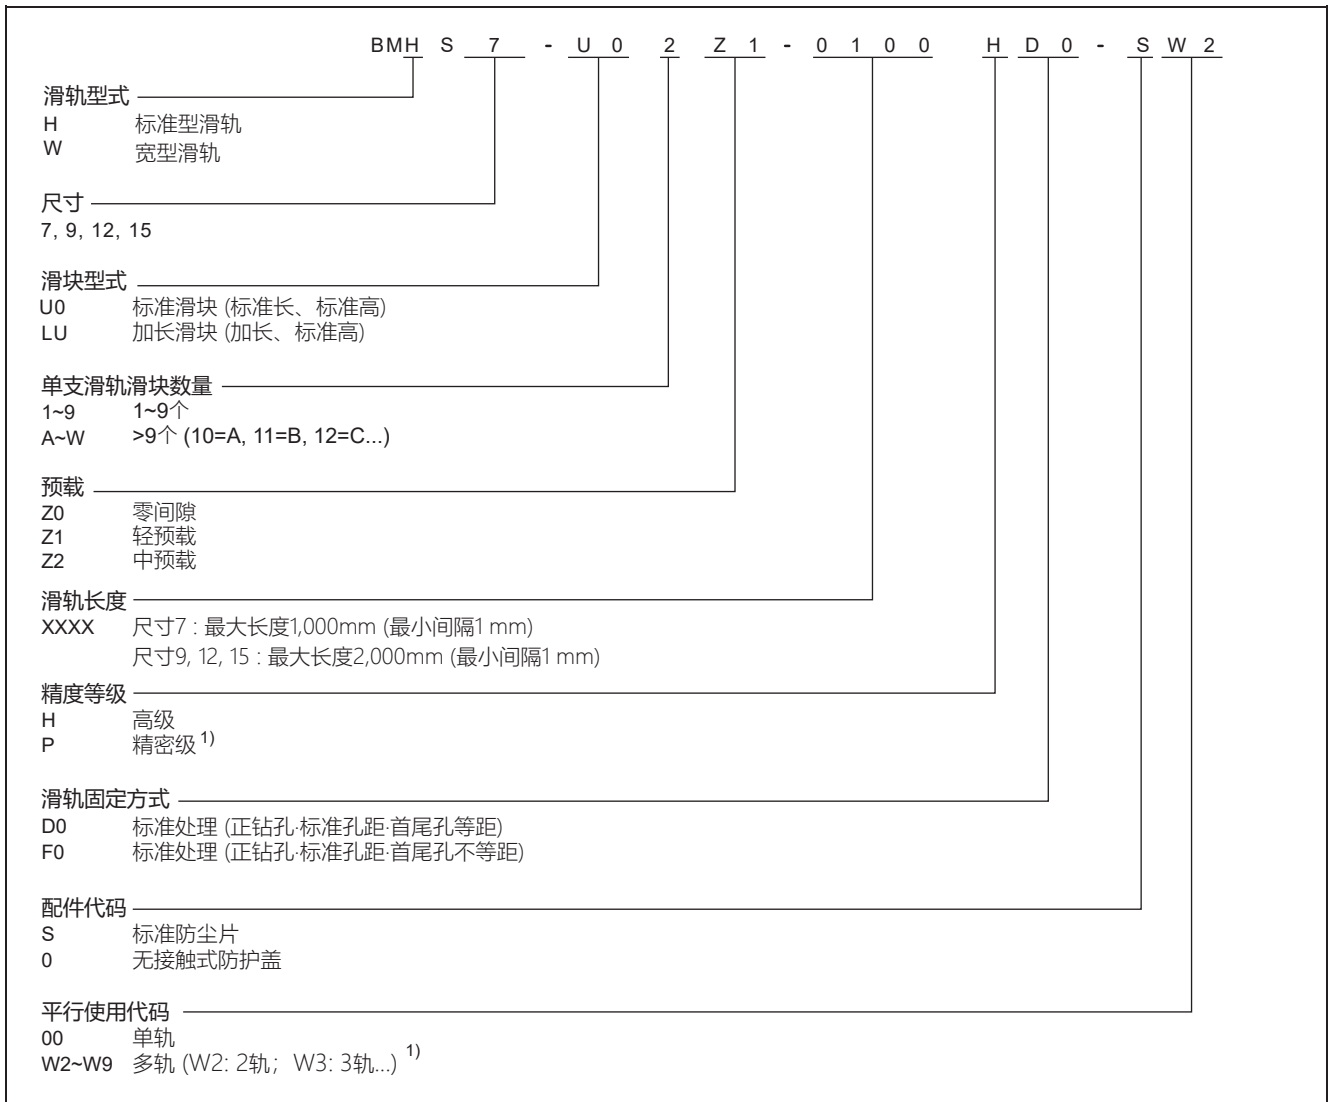 BMH S 7 - U 0 2 Z 1 - 0 1 0 0 H D 0 - S W 2
滑轨型式
H 标准型滑轨
W 宽型滑轨
尺寸
7, 9, 12, 15
滑块型式
U0 标准滑块 (标准长、标准高)
LU 加长滑块 (加长、标准高)
单支滑轨滑块数量
1~9 1~9个
A~W >9个 (10=A, 11=B, 12=C...)
预载
Z0 零间隙
Z1 轻预载
Z2 中预载
滑轨长度
XXXX 尺寸7 : 最大长度1,000mm (最小间隔1 mm)
尺寸9, 12, 15 : 最大长度2,000mm (最小间隔1 mm)
精度等级
H 高级
P 精密级 1)
滑轨固定方式
D0 标准处理 (正钻孔·标准孔距·首尾孔等距)
F0 标准处理 (正钻孔·标准孔距·首尾孔不等距)
配件代码
S 标准防尘片
0 无接触式防护盖
平行使用代码
00 单轨
W2~W9 多轨 (W2: 2轨；W3: 3轨...) 1)